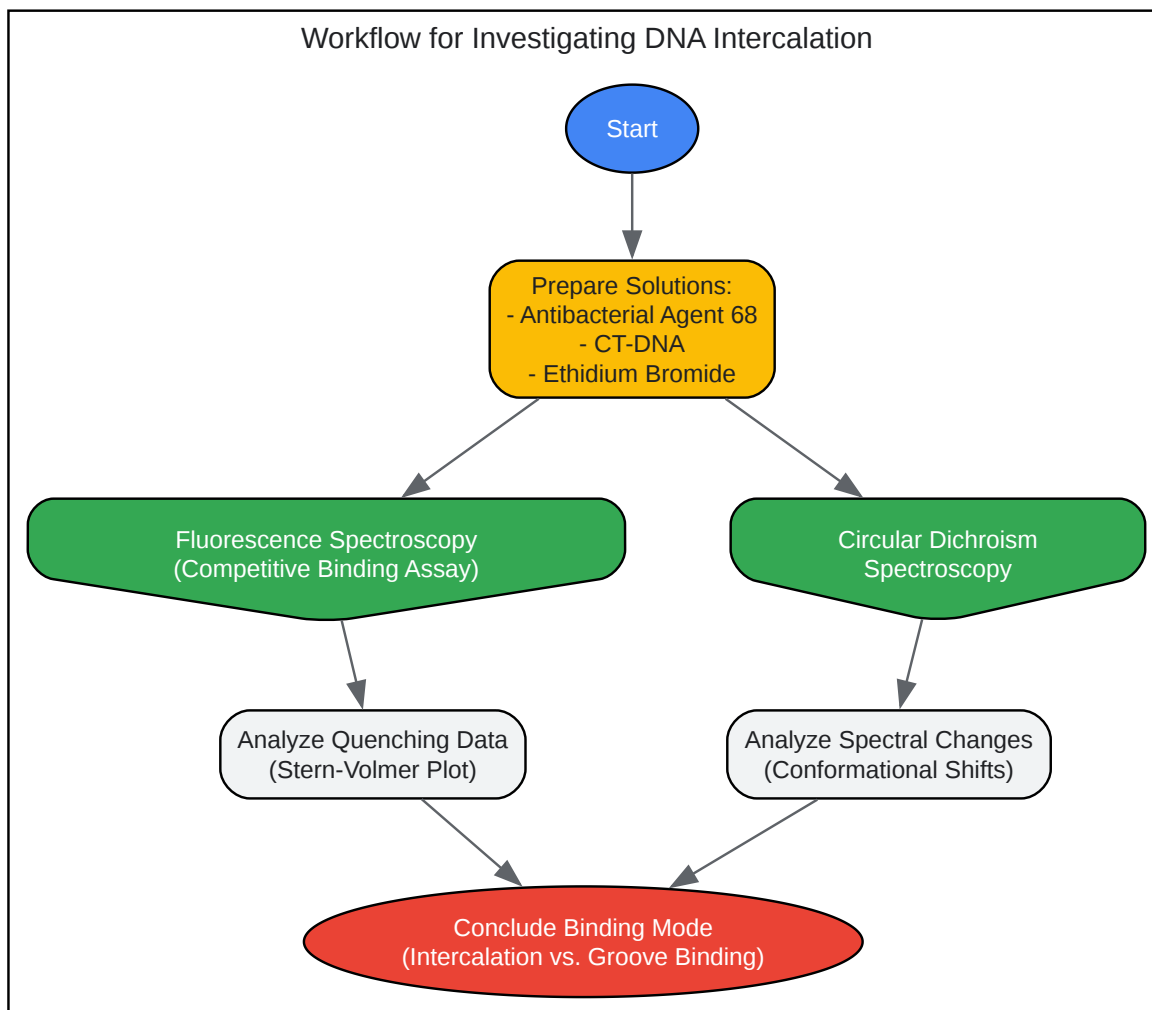 Workflow for Investigating DNA Intercalation
Start
Prepare Solutions:
- Antibacterial Agent 68
- CT-DNA
- Ethidium Bromide
Fluorescence Spectroscopy
(Competitive Binding Assay)
Circular Dichroism
Spectroscopy
Analyze Quenching Data
(Stern-Volmer Plot)
Analyze Spectral Changes
(Conformational Shifts)
Conclude Binding Mode
(Intercalation vs. Groove Binding)